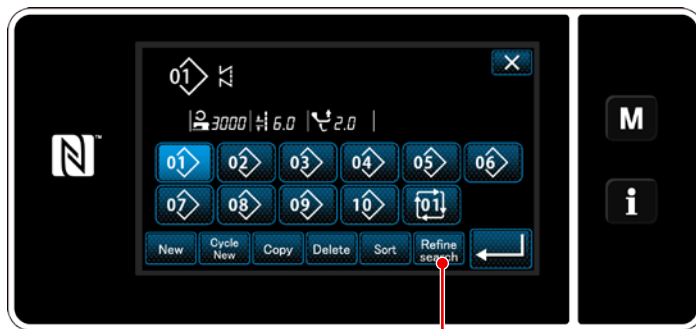 01
3000 6.0 2.0
01 02 03 04 05 06
07 08 09 10 01
New Cycle New Copy Delete Sort Refine search
M
i